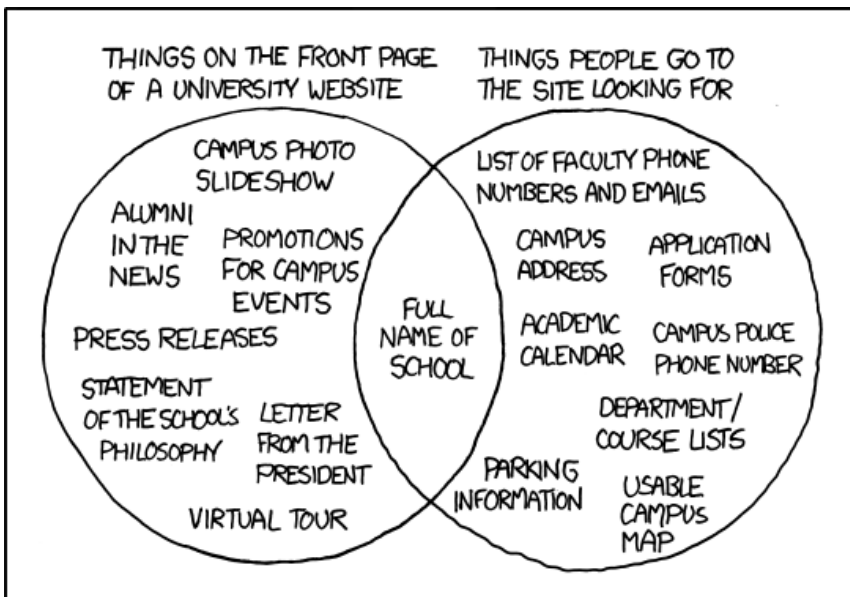 THINGS ON THE FRONT PAGE
OF A UNIVERSITY WEBSITE
THINGS PEOPLE GO TO
THE SITE LOOKING FOR
CAMPUS PHOTO
SLIDESHOW
ALUMNI
IN THE
NEWS
PROMOTIONS
FOR CAMPUS
EVENTS
PRESS RELEASES
STATEMENT
OF THE SCHOOL'S
PHILOSOPHY
LETTER
FROM THE
PRESIDENT
VIRTUAL TOUR
FULL
NAME OF
SCHOOL
LIST OF FACULTY PHONE
NUMBERS AND EMAILS
CAMPUS
ADDRESS
APPLICATION
FORMS
ACADEMIC
CALENDAR
CAMPUS POLICE
PHONE NUMBER
DEPARTMENT/
COURSE LISTS
PARKING
INFORMATION
USABLE
CAMPUS
MAP